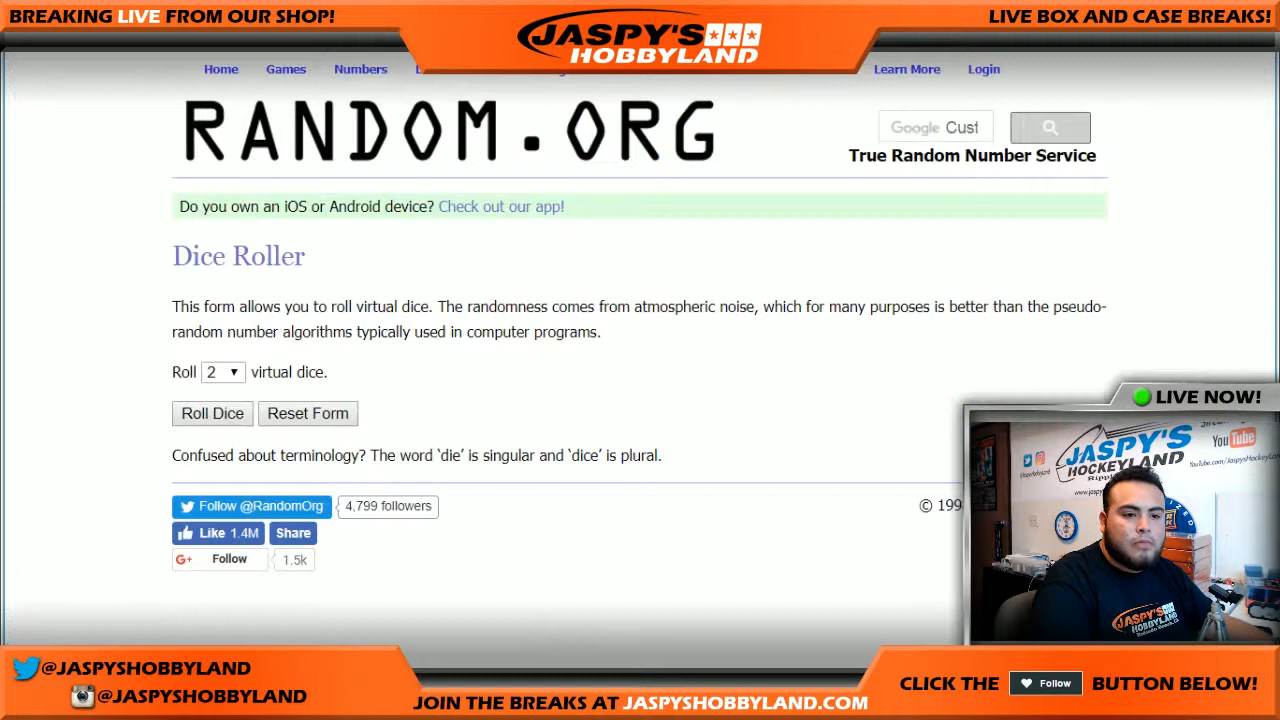 BREAKING LIVE FROM OUR SHOP!
JASPY'S
HOBBYLAND
LIVE BOX AND CASE BREAKS!
Home Games Numbers Learn More Login
RANDOM.ORG
Google Cust
True Random Number Service
Do you own an iOS or Android device? Check out our app!
Dice Roller
This form allows you to roll virtual dice. The randomness comes from atmospheric noise, which for many purposes is better than the pseudo-
random number algorithms typically used in computer programs.
Roll 2 virtual dice.
Roll Dice Reset Form
Confused about terminology? The word ‘die’ is singular and ‘dice’ is plural.
Follow @RandomOrg 4,799 followers
© 199
Like 1.4M Share
G+ Follow 1.5k
LIVE NOW!
JASPY'S
HOCKEYLAND
You Tube
JASPY'S
HOBBYLAND
@JASPYSHOBBYLAND
@JASPYSHOBBYLAND
JOIN THE BREAKS AT JASPYSHOBBYLAND.COM
CLICK THE Follow BUTTON BELOW!